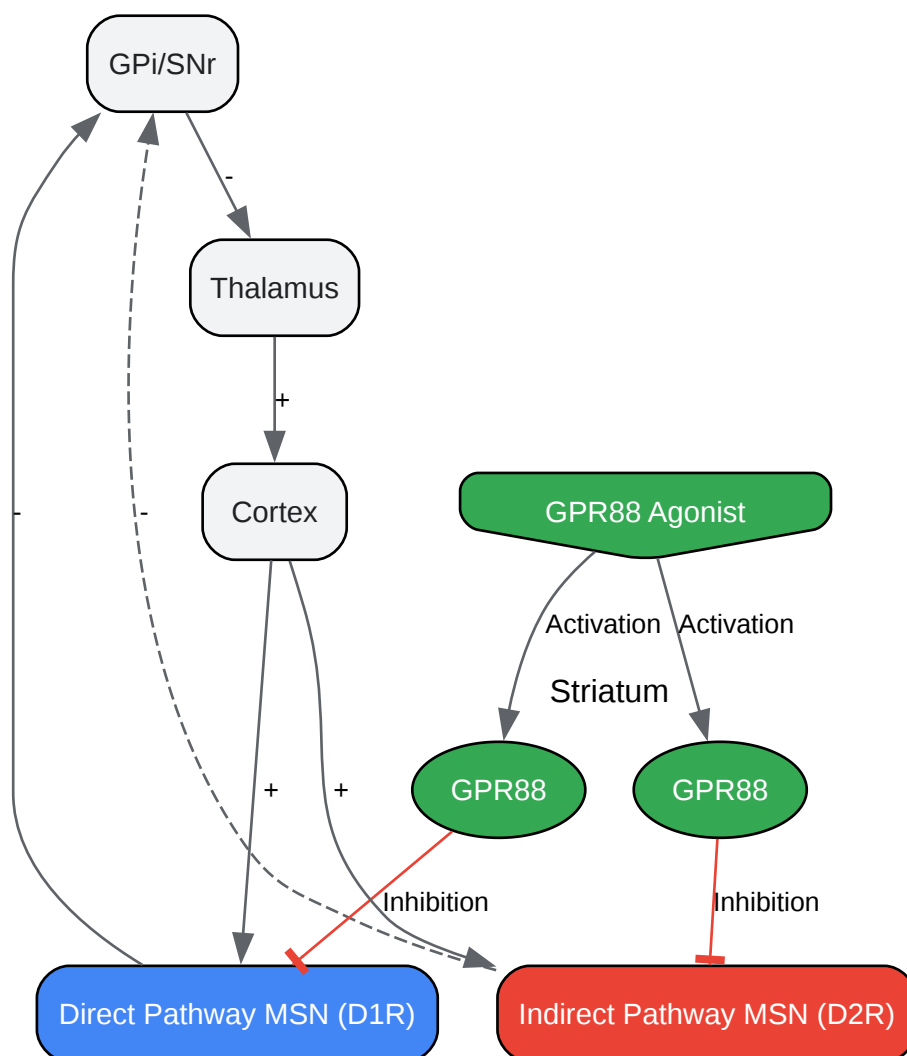 GPi/SNr
-
Thalamus
+
Cortex
GPR88 Agonist
-
-
Activation
Activation
Striatum
+
+
GPR88
GPR88
Inhibition
Inhibition
Direct Pathway MSN (D1R)
Indirect Pathway MSN (D2R)